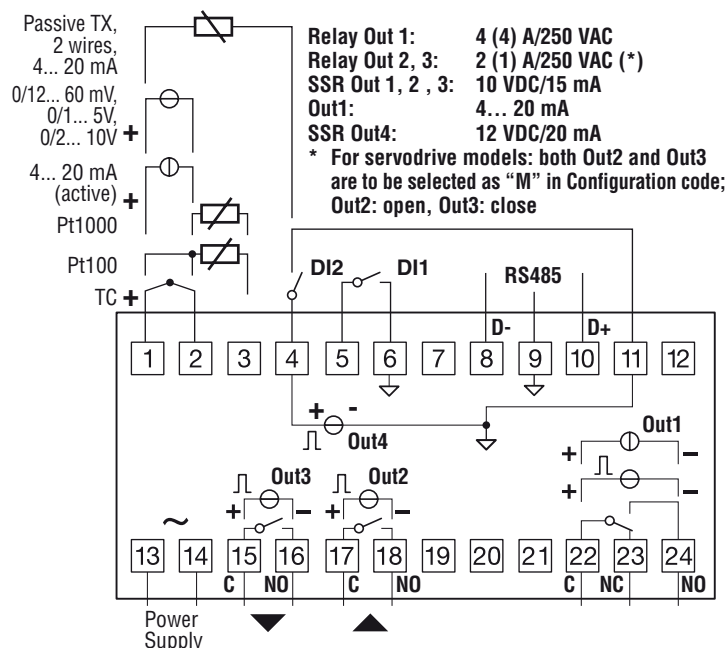 Passive TX,
2 wires,
4... 20 mA
0/12... 60 mV,
0/1... 5V,
0/2... 10V +
4... 20 mA
(active)
+
Pt1000
Pt100
TC +
Relay Out 1: 4 (4) A/250 VAC
Relay Out 2, 3: 2 (1) A/250 VAC (*)
SSR Out 1, 2 , 3: 10 VDC/15 mA
Out1: 4... 20 mA
SSR Out4: 12 VDC/20 mA
* For servodrive models: both Out2 and Out3
are to be selected as “M” in Configuration code;
Out2: open, Out3: close
DI2 DI1 RS485
D- D+
1 2 3 4 5 6 7 8 9 10 11 12
+ -
Out4
Out1
+ –
+ –
Out3 Out2
+ – + –
~
13 14 15 16 17 18 19 20 21 22 23 24
C NO C NO C NC NO
Power
Supply